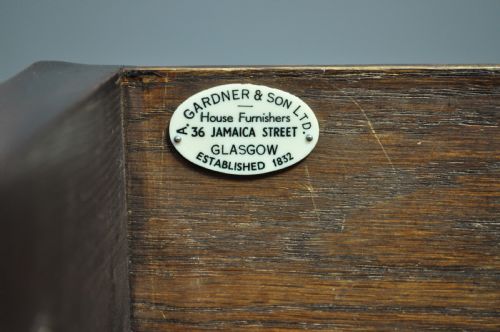 A. GARDNER & SON LTD.
House Furnishers
36 JAMAICA STREET
GLASGOW
ESTABLISHED 1832